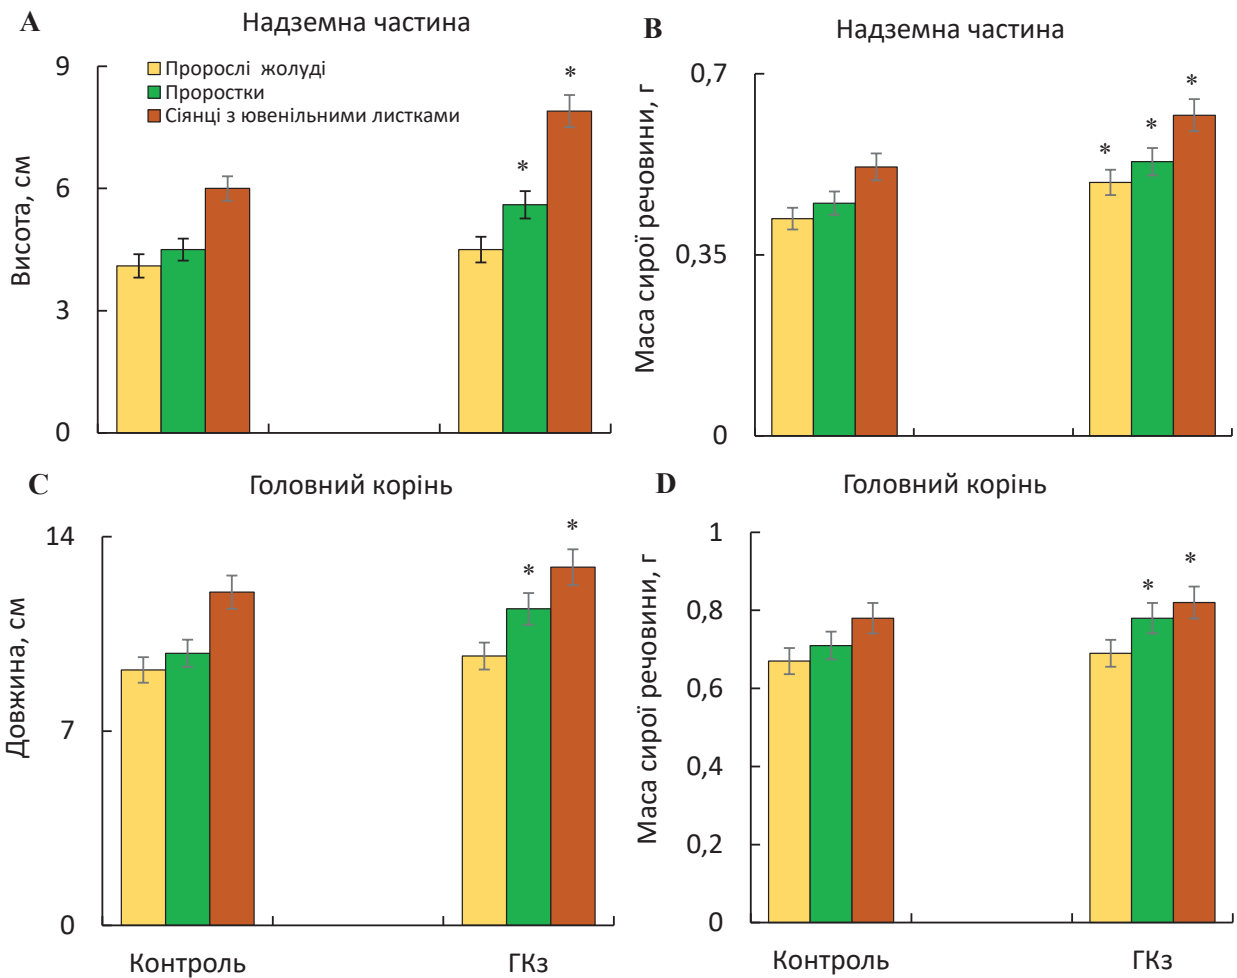 A
Надземна частина
9
6
3
0
Висота, см
Пророслі жолуді
Проростки
Сіянці з ювенільними листками
*
*
B
Надземна частина
0,7
0,35
0
Маса сирої речовини, г
*
*
*
C
Головний корінь
14
7
0
Довжина, см
*
*
Контроль
ГКз
D
Головний корінь
1
0,8
0,6
0,4
0,2
0
Маса сирої речовини, г
*
*
Контроль
ГКз